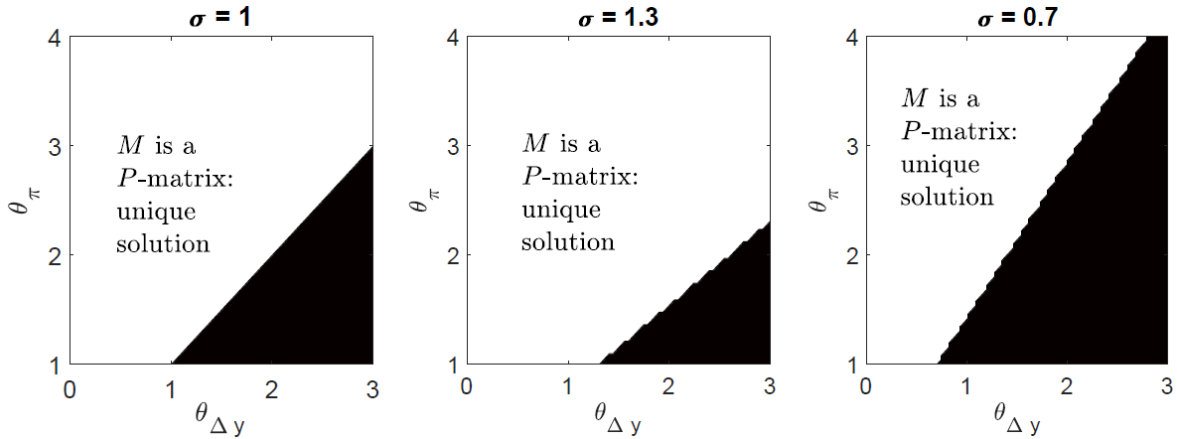 σ = 1
4
3
2
1
θ_π
M is a
P-matrix:
unique
solution
0 1 2 3
θ_Δ y
σ = 1.3
4
3
2
1
θ_π
M is a
P-matrix:
unique
solution
0 1 2 3
θ_Δ y
σ = 0.7
4
3
2
1
θ_π
M is a
P-matrix:
unique
solution
0 1 2 3
θ_Δ y